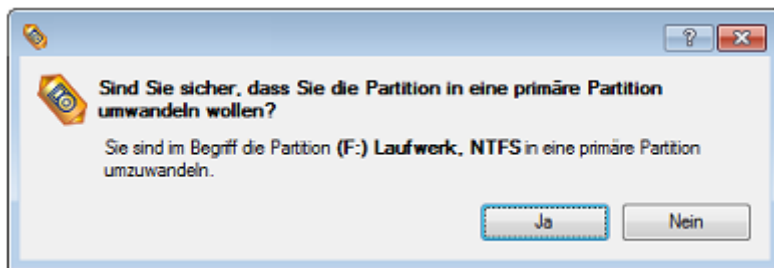 Sind Sie sicher, dass Sie die Partition in eine primäre Partition
umwandeln wollen?
Sie sind im Begriff die Partition (F:) Laufwerk, NTFS in eine primäre Partition
umzuwandeln.
Ja
Nein